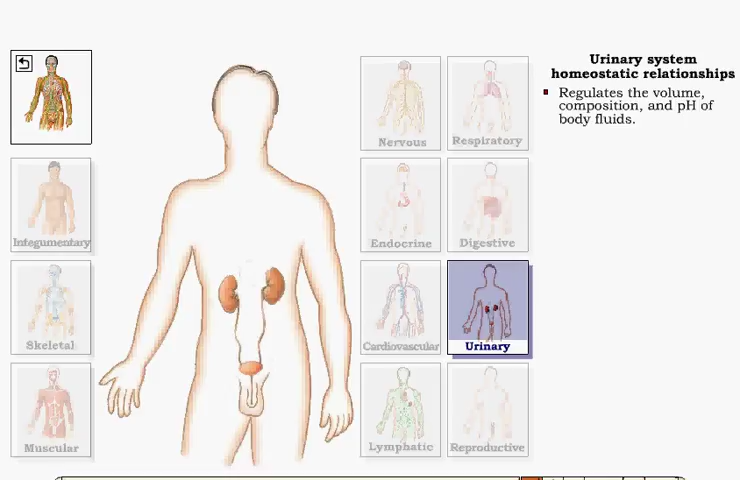 Urinary system
homeostatic relationships
Regulates the volume,
composition, and pH of
body fluids.
Nervous
Respiratory
Integumentary
Endocrine
Digestive
Skeletal
Cardiovascular
Urinary
Muscular
Lymphatic
Reproductive